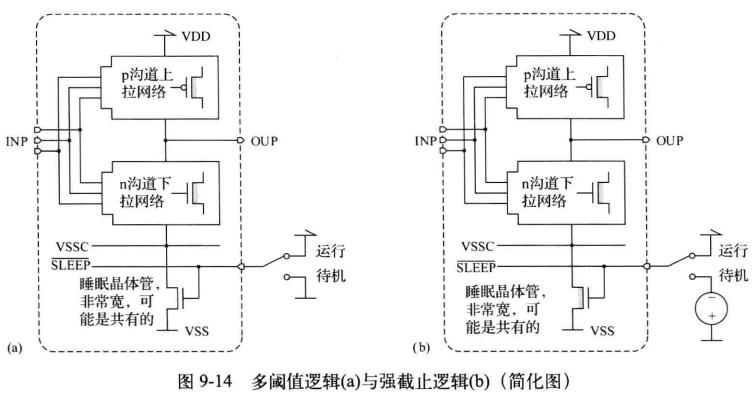 VDD
p沟道上
拉网络
INP
OUP
n沟道下
拉网络
VSSC
SLEEP
运行
待机
睡眠晶体管，
非常宽，可
能是共有的
VSS
(a)
VDD
p沟道上
拉网络
INP
OUP
n沟道下
拉网络
VSSC
SLEEP
运行
待机
睡眠晶体管，
非常宽，可
能是共有的
VSS
(b)
图 9-14 多阈值逻辑(a)与强截止逻辑(b)（简化图）